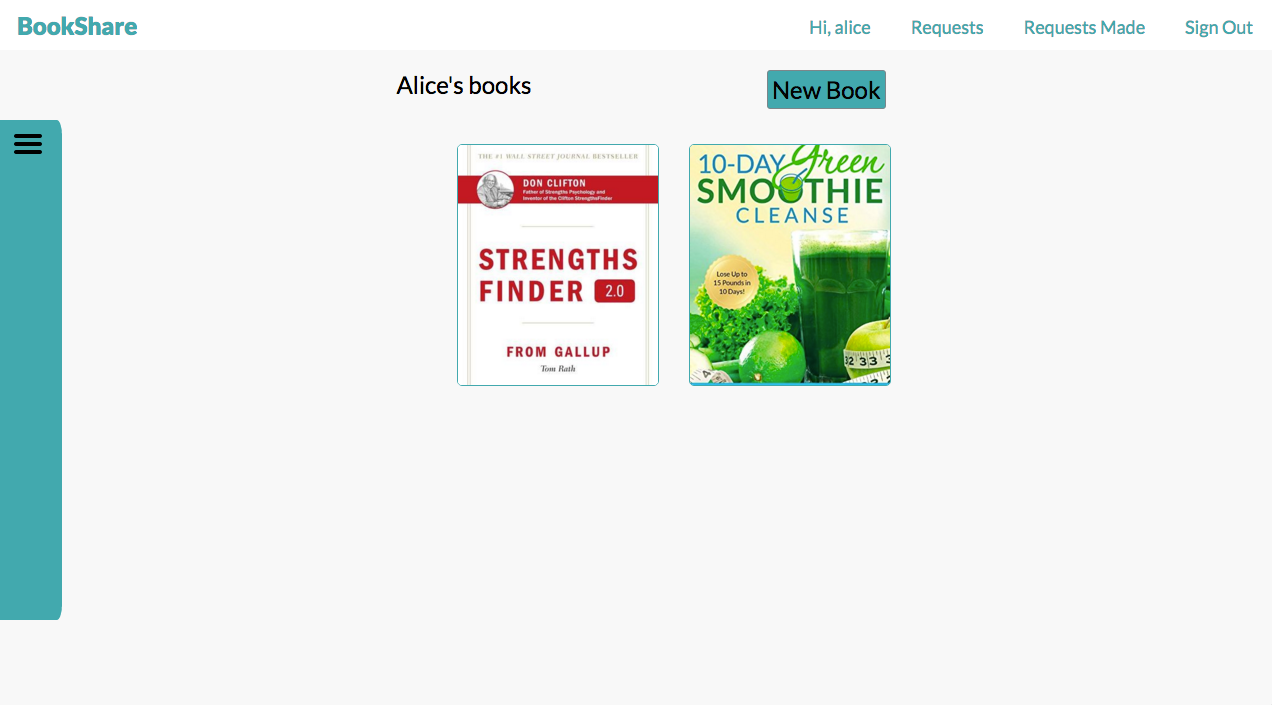 BookShare
Hi, alice
Requests
Requests Made
Sign Out
Alice's books
New Book
THE #1 WALL STREET JOURNAL BESTSELLER
DON CLIFTON
Father of Strengths Psychology and
Inventor of the Clifton StrengthsFinder
STRENGTHS
FINDER 2.0
FROM GALLUP
Tom Rath
10-DAY Green
SMOOTHIE
CLEANSE
Lose Up to
15 Pounds in
10 Days!
32 33